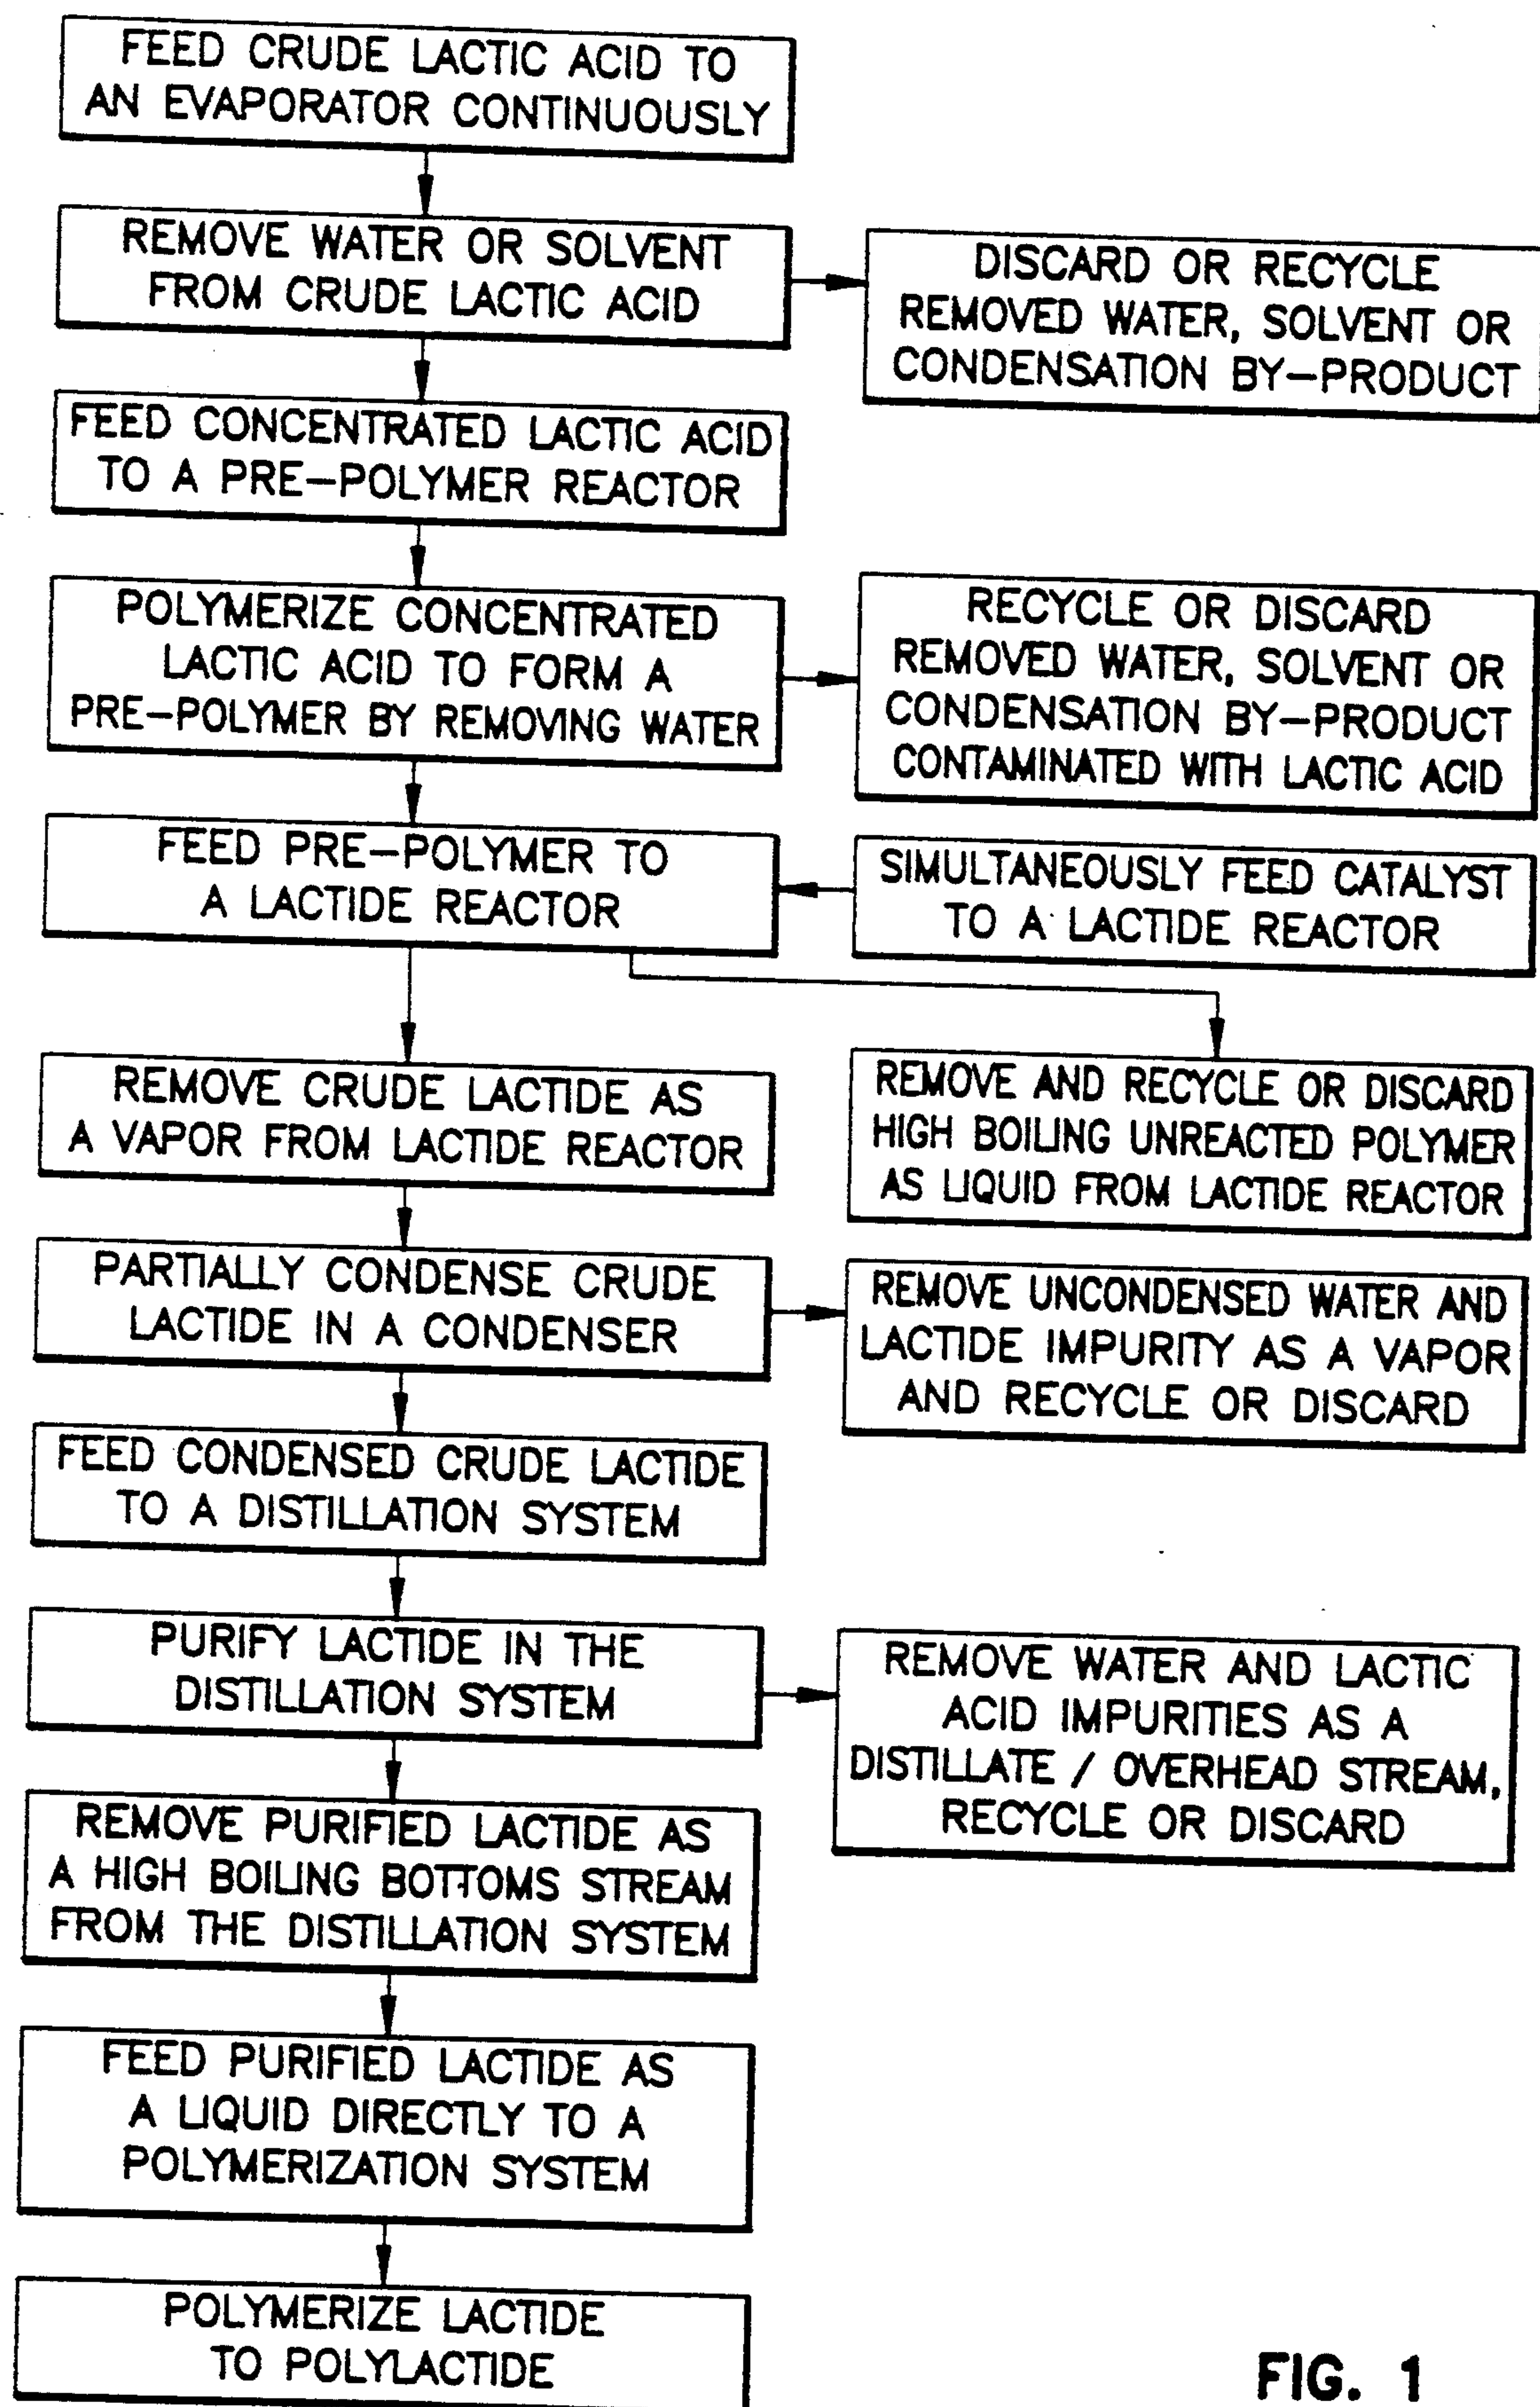 FEED CRUDE LACTIC ACID TO
AN EVAPORATOR CONTINUOUSLY
REMOVE WATER OR SOLVENT
FROM CRUDE LACTIC ACID
DISCARD OR RECYCLE
REMOVED WATER, SOLVENT OR
CONDENSATION BY-PRODUCT
FEED CONCENTRATED LACTIC ACID
TO A PRE-POLYMER REACTOR
POLYMERIZE CONCENTRATED
LACTIC ACID TO FORM A
PRE-POLYMER BY REMOVING WATER
RECYCLE OR DISCARD
REMOVED WATER, SOLVENT OR
CONDENSATION BY-PRODUCT
CONTAMINATED WITH LACTIC ACID
FEED PRE-POLYMER TO
A LACTIDE REACTOR
SIMULTANEOUSLY FEED CATALYST
TO A LACTIDE REACTOR
REMOVE CRUDE LACTIDE AS
A VAPOR FROM LACTIDE REACTOR
REMOVE AND RECYCLE OR DISCARD
HIGH BOILING UNREACTED POLYMER
AS LIQUID FROM LACTIDE REACTOR
PARTIALLY CONDENSE CRUDE
LACTIDE IN A CONDENSER
REMOVE UNCONDENSED WATER AND
LACTIDE IMPURITY AS A VAPOR
AND RECYCLE OR DISCARD
FEED CONDENSED CRUDE LACTIDE
TO A DISTILLATION SYSTEM
PURIFY LACTIDE IN THE
DISTILLATION SYSTEM
REMOVE WATER AND LACTIC
ACID IMPURITIES AS A
DISTILLATE / OVERHEAD STREAM,
RECYCLE OR DISCARD
REMOVE PURIFIED LACTIDE AS
A HIGH BOILING BOTTOMS STREAM
FROM THE DISTILLATION SYSTEM
FEED PURIFIED LACTIDE AS
A LIQUID DIRECTLY TO A
POLYMERIZATION SYSTEM
POLYMERIZE LACTIDE
TO POLYLACTIDE
FIG. 1